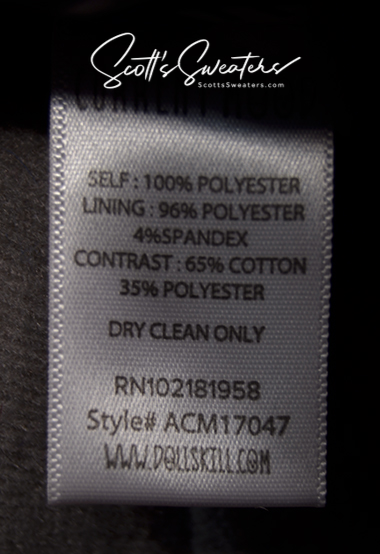 Scott's Sweaters
ScottsSweaters.com
SELF : 100% POLYESTER
LINING : 96% POLYESTER
4%SPANDEX
CONTRAST : 65% COTTON
35% POLYESTER
DRY CLEAN ONLY
RN102181958
Style# ACM17047
WWW.DOLLSKILL.COM